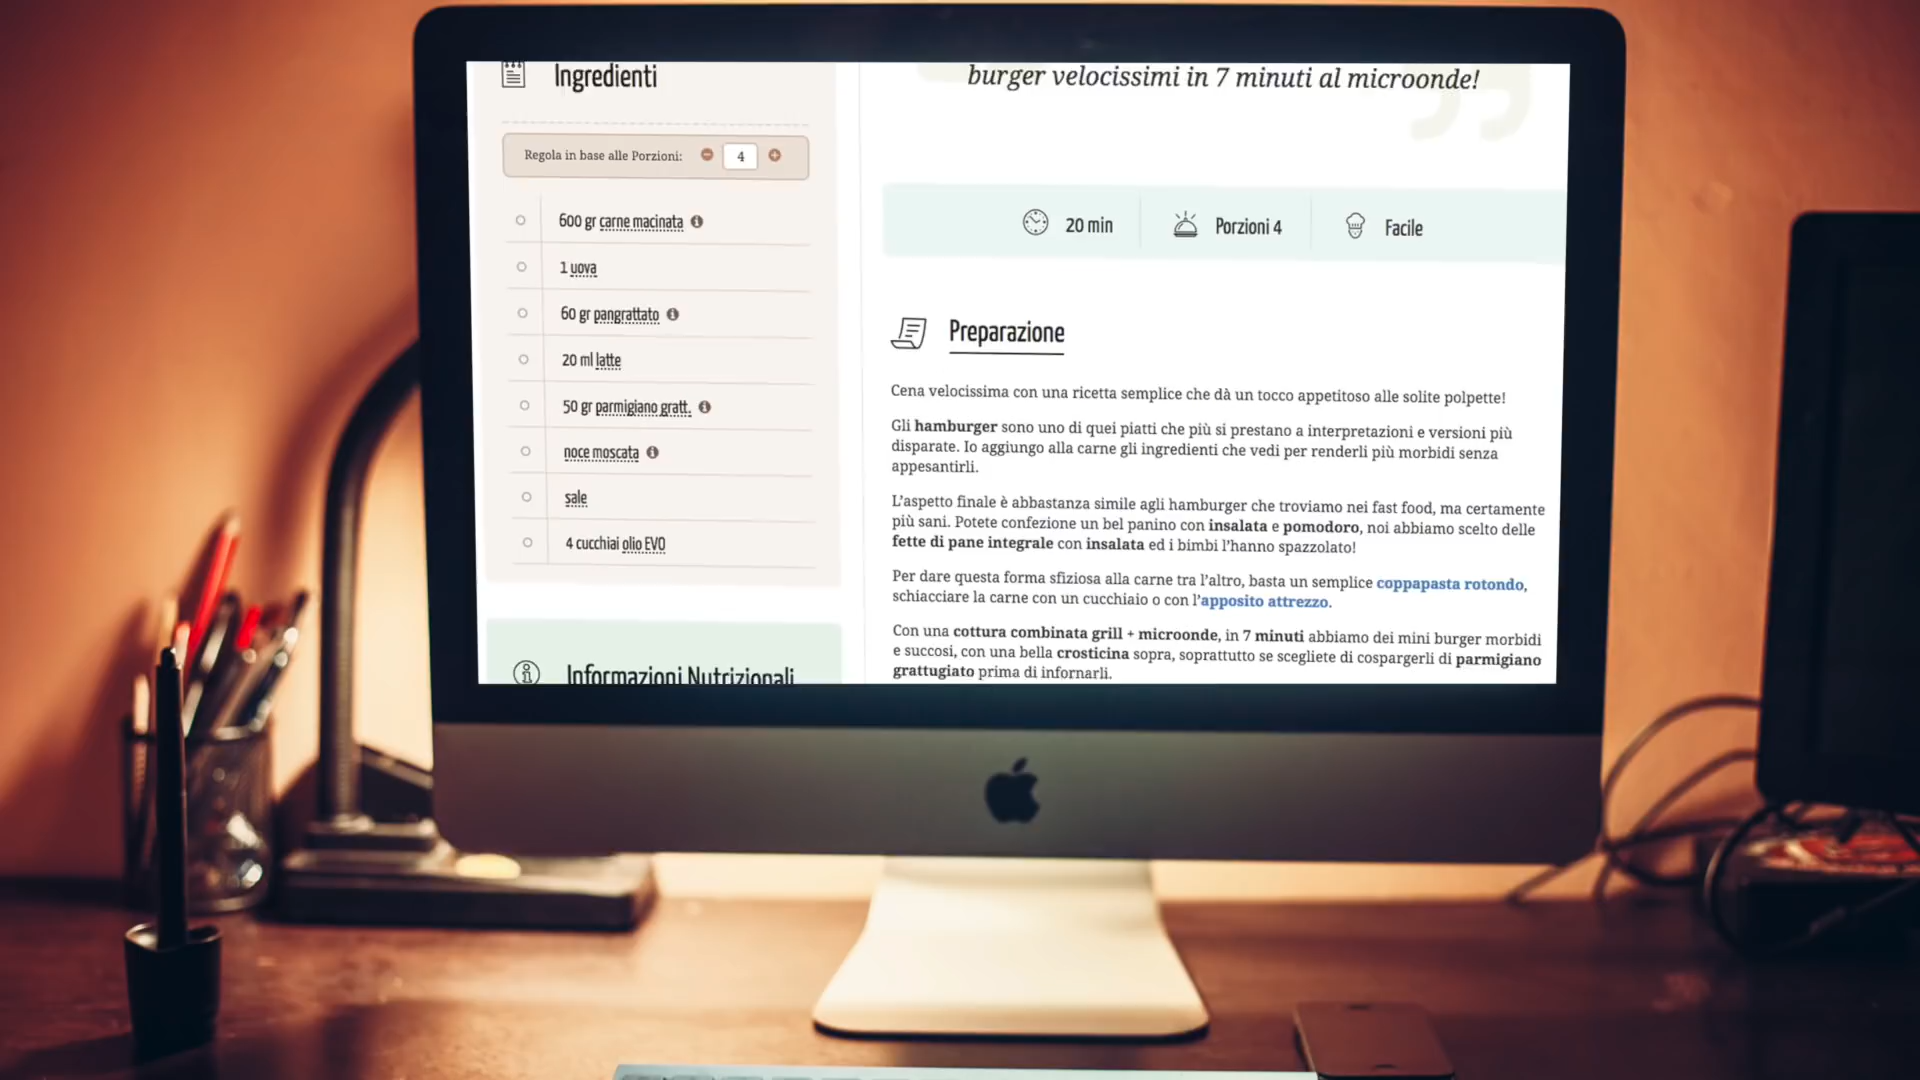 Ingredienti
Regola in base alle Porzioni: 4
600 gr carne macinata
1 uova
60 gr pangrattato
20 ml latte
50 gr parmigiano gratt.
noce moscata
sale
4 cucchiai olio EVO
Informazioni Nutrizionali
burger velocissimi in 7 minuti al microonde!
20 min
Porzioni 4
Facile
Preparazione
Cena velocissima con una ricetta semplice che dà un tocco appetitoso alle solite polpette!
Gli hamburger sono uno di quei piatti che più si prestano a interpretazioni e versioni più
disparate. Io aggiungo alla carne gli ingredienti che vedi per renderli più morbidi senza
appesantirli.
L’aspetto finale è abbastanza simile agli hamburger che troviamo nei fast food, ma certamente
più sani. Potete confezione un bel panino con insalata e pomodoro, noi abbiamo scelto delle
fette di pane integrale con insalata ed i bimbi l’hanno spazzolato!
Per dare questa forma sfiziosa alla carne tra l’altro, basta un semplice coppapasta rotondo,
schiacciare la carne con un cucchiaio o con l’apposito attrezzo.
Con una cottura combinata grill + microonde, in 7 minuti abbiamo dei mini burger morbidi
e succosi, con una bella crosticina sopra, soprattutto se scegliete di cospargerli di parmigiano
grattugiato prima di infornarli.